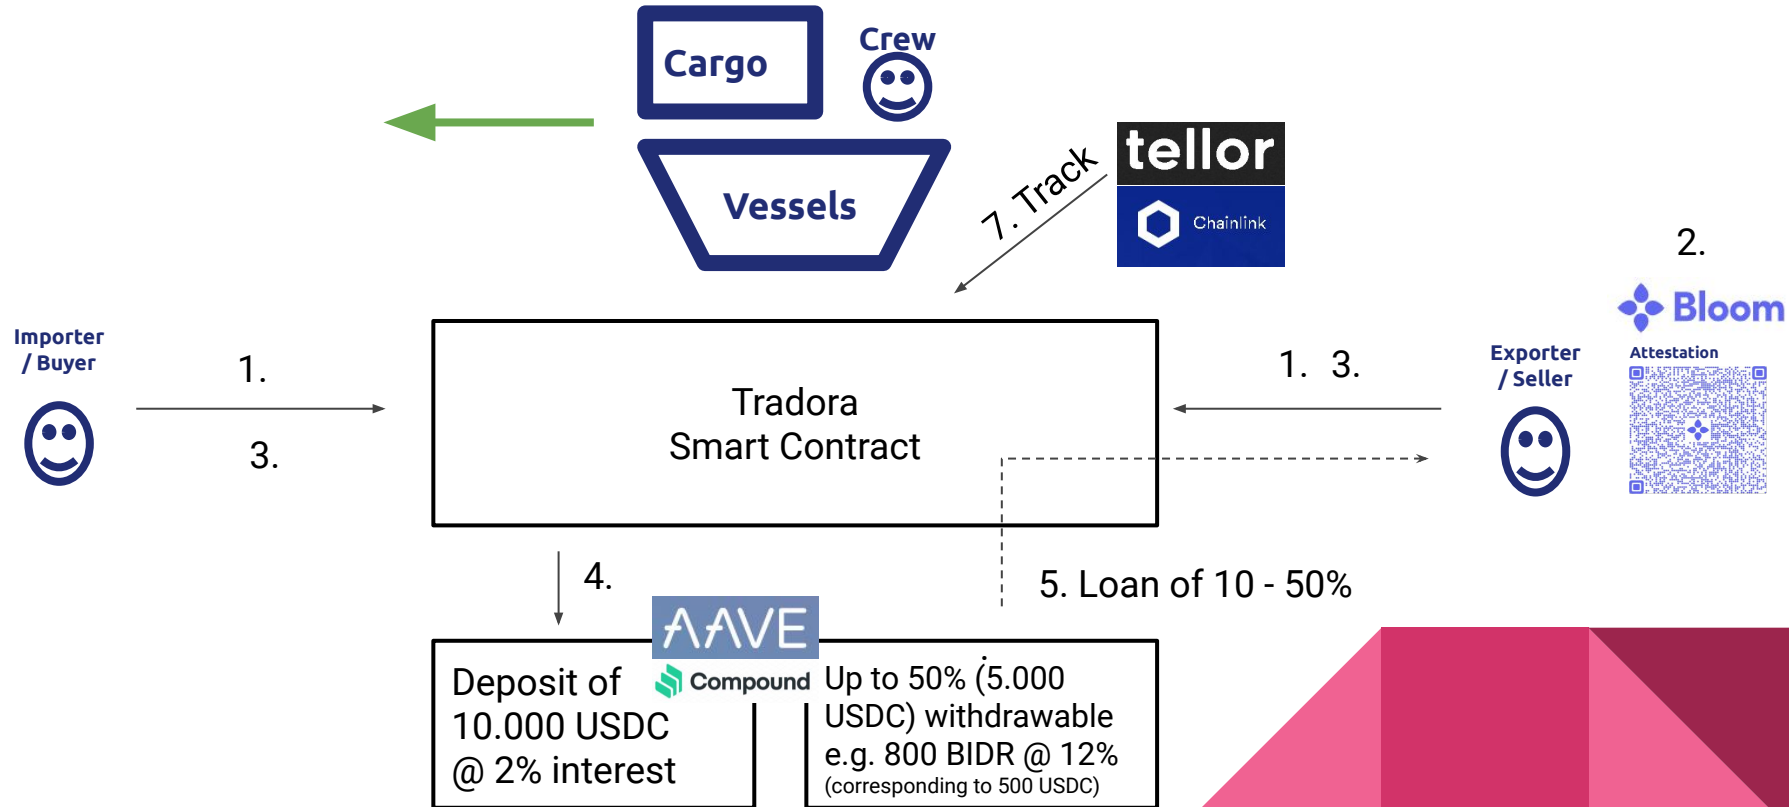 Cargo
Crew
Vessels
7. Track
tellor
Chainlink
2.
Bloom
Attestation
Importer
/ Buyer
1.
3.
Tradora
Smart Contract
1. 3.
Exporter
/ Seller
4.
5. Loan of 10 - 50%
AAVE
Compound
Deposit of
10.000 USDC
@ 2% interest
Up to 50% (5.000
USDC) withdrawable
e.g. 800 BIDR @ 12%
(corresponding to 500 USDC)